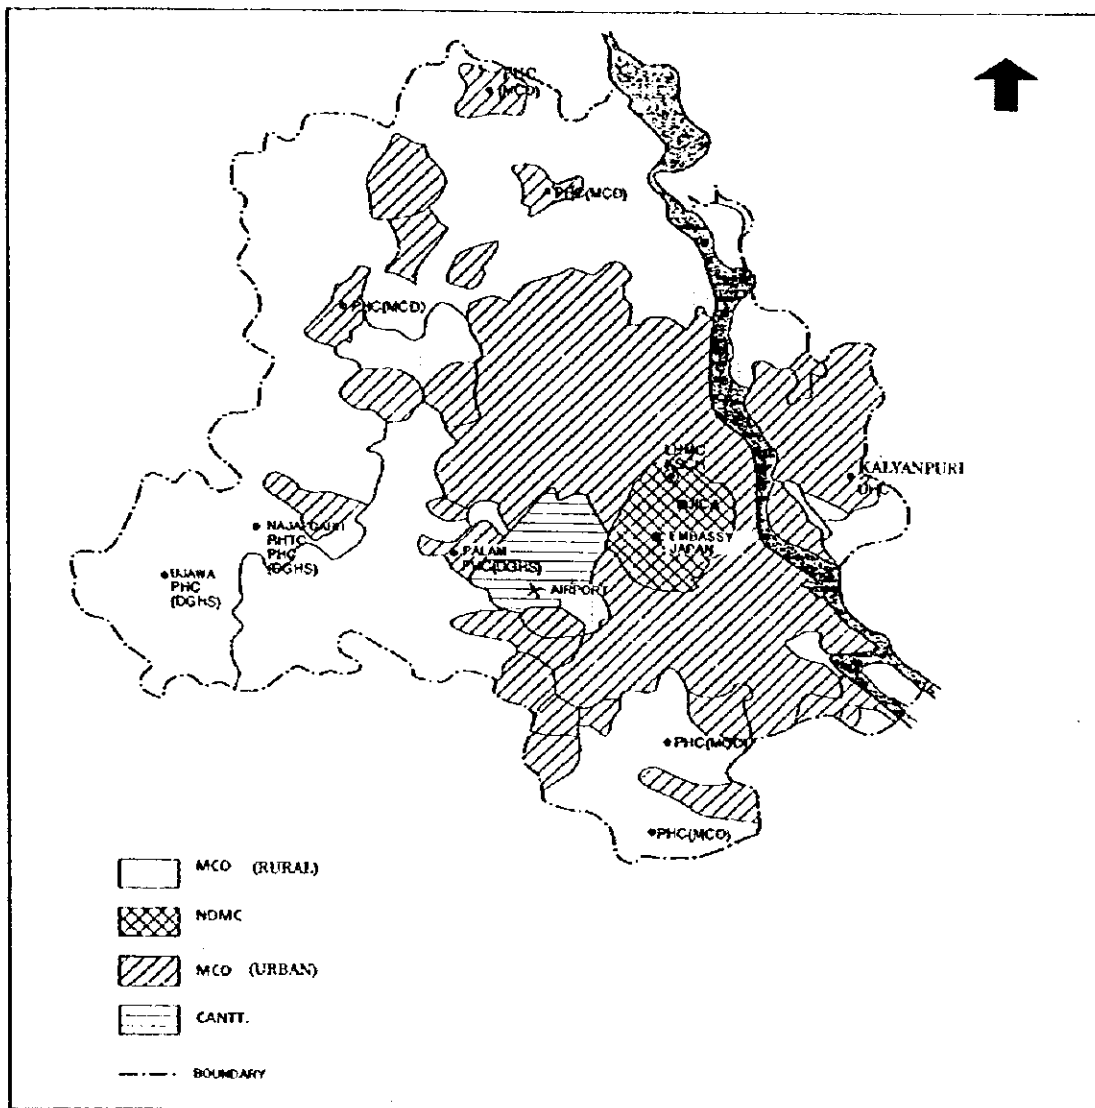 PHC
(MCD)
PHC(MCD)
PHC(MCD)
LHMC
KSCH
JICA
EMBASSY
JAPAN
KALYANPURI
UHC
RHTC
PHC
(DGHS)
PALAM
PHC(DGHS)
AIRPORT
UJAWA
PHC
(DGHS)
PHC(MCD)
PHC(MCD)
MCD (RURAL)
NDMC
MCD (URBAN)
CANTT.
BOUNDARY